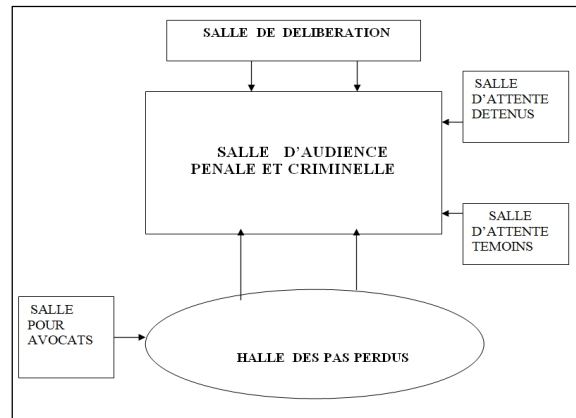 SALLE DE DELIBERATION
SALLE D'ATTENTE DETENUS
SALLE D'AUDIENCE
PENALE ET CRIMINELLE
SALLE
D'ATTENTE
TEMOINS
SALLE
POUR
AVOCATS
HALLE DES PAS PERDUS